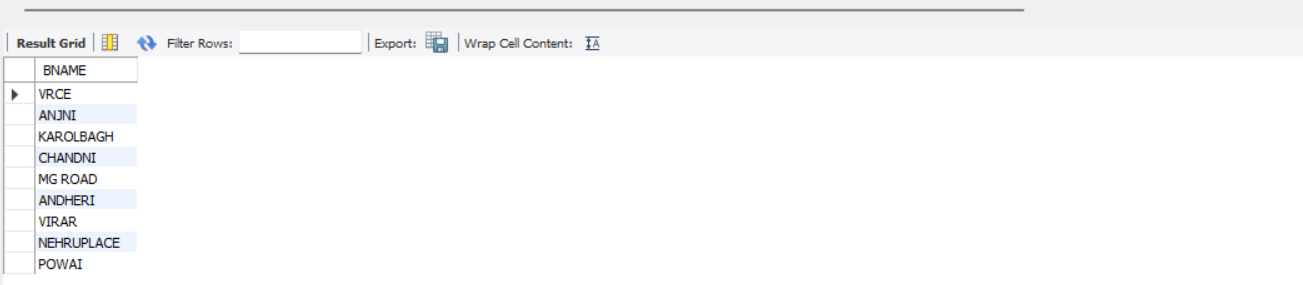 Result Grid Filter Rows: Export: Wrap Cell Content: IA
BNAME
VRCE
ANJNI
KAROLBAGH
CHANDNI
MG ROAD
ANDHERI
VIRAR
NEHRUPLACE
POWAI